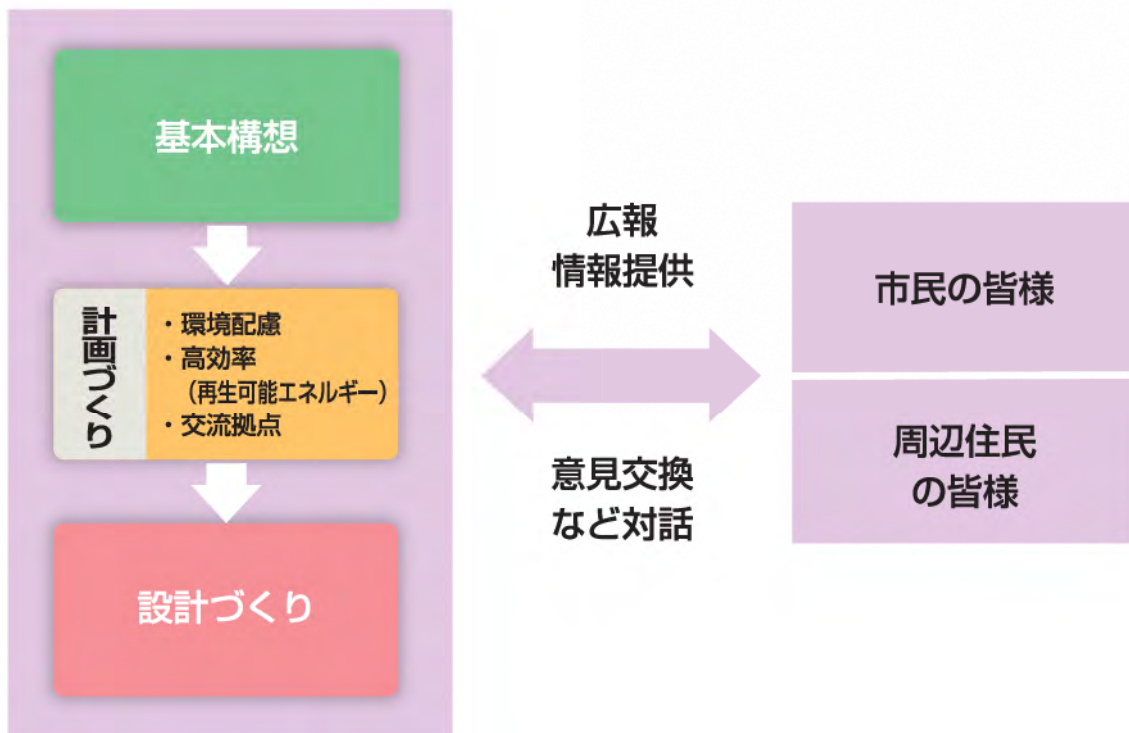 基本構想
計画づくり
・環境配慮
・高効率
（再生可能エネルギー）
・交流拠点
設計づくり
広報
情報提供
意見交換
など対話
市民の皆様
周辺住民
の皆様